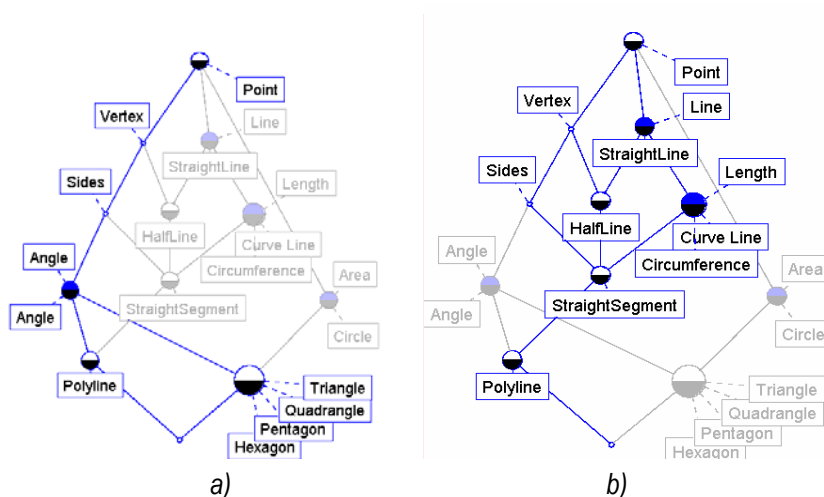 Point
Line
Vertex
StraightLine
Sides
Length
HalfLine
Curve Line
Angle
Circumference
Area
Angle
StraightSegment
Circle
Polyline
Triangle
Quadrangle
Pentagon
Hexagon
a)
Point
Line
Vertex
StraightLine
Sides
Length
HalfLine
Curve Line
Angle
Circumference
Area
StraightSegment
Angle
Circle
Polyline
Triangle
Quadrangle
Pentagon
Hexagon
b)